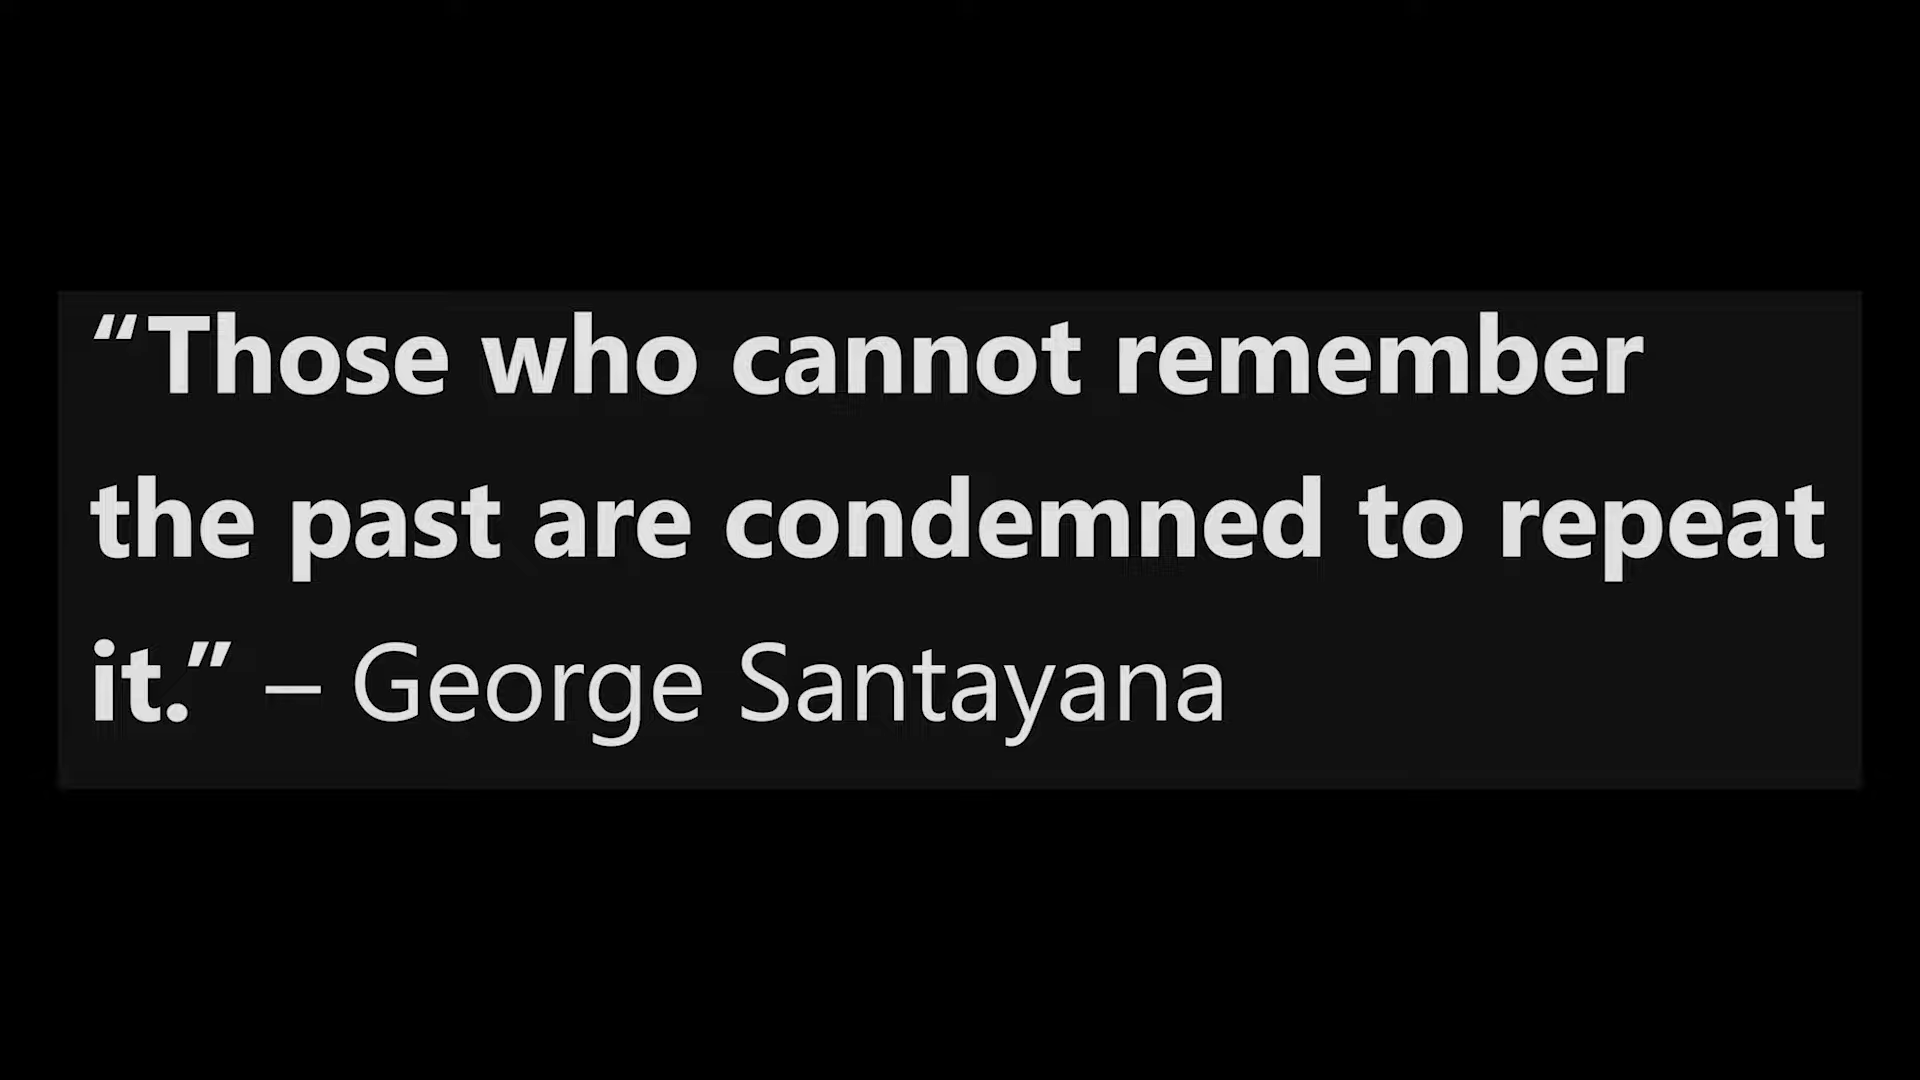 “Those who cannot remember
the past are condemned to repeat
it.” – George Santayana